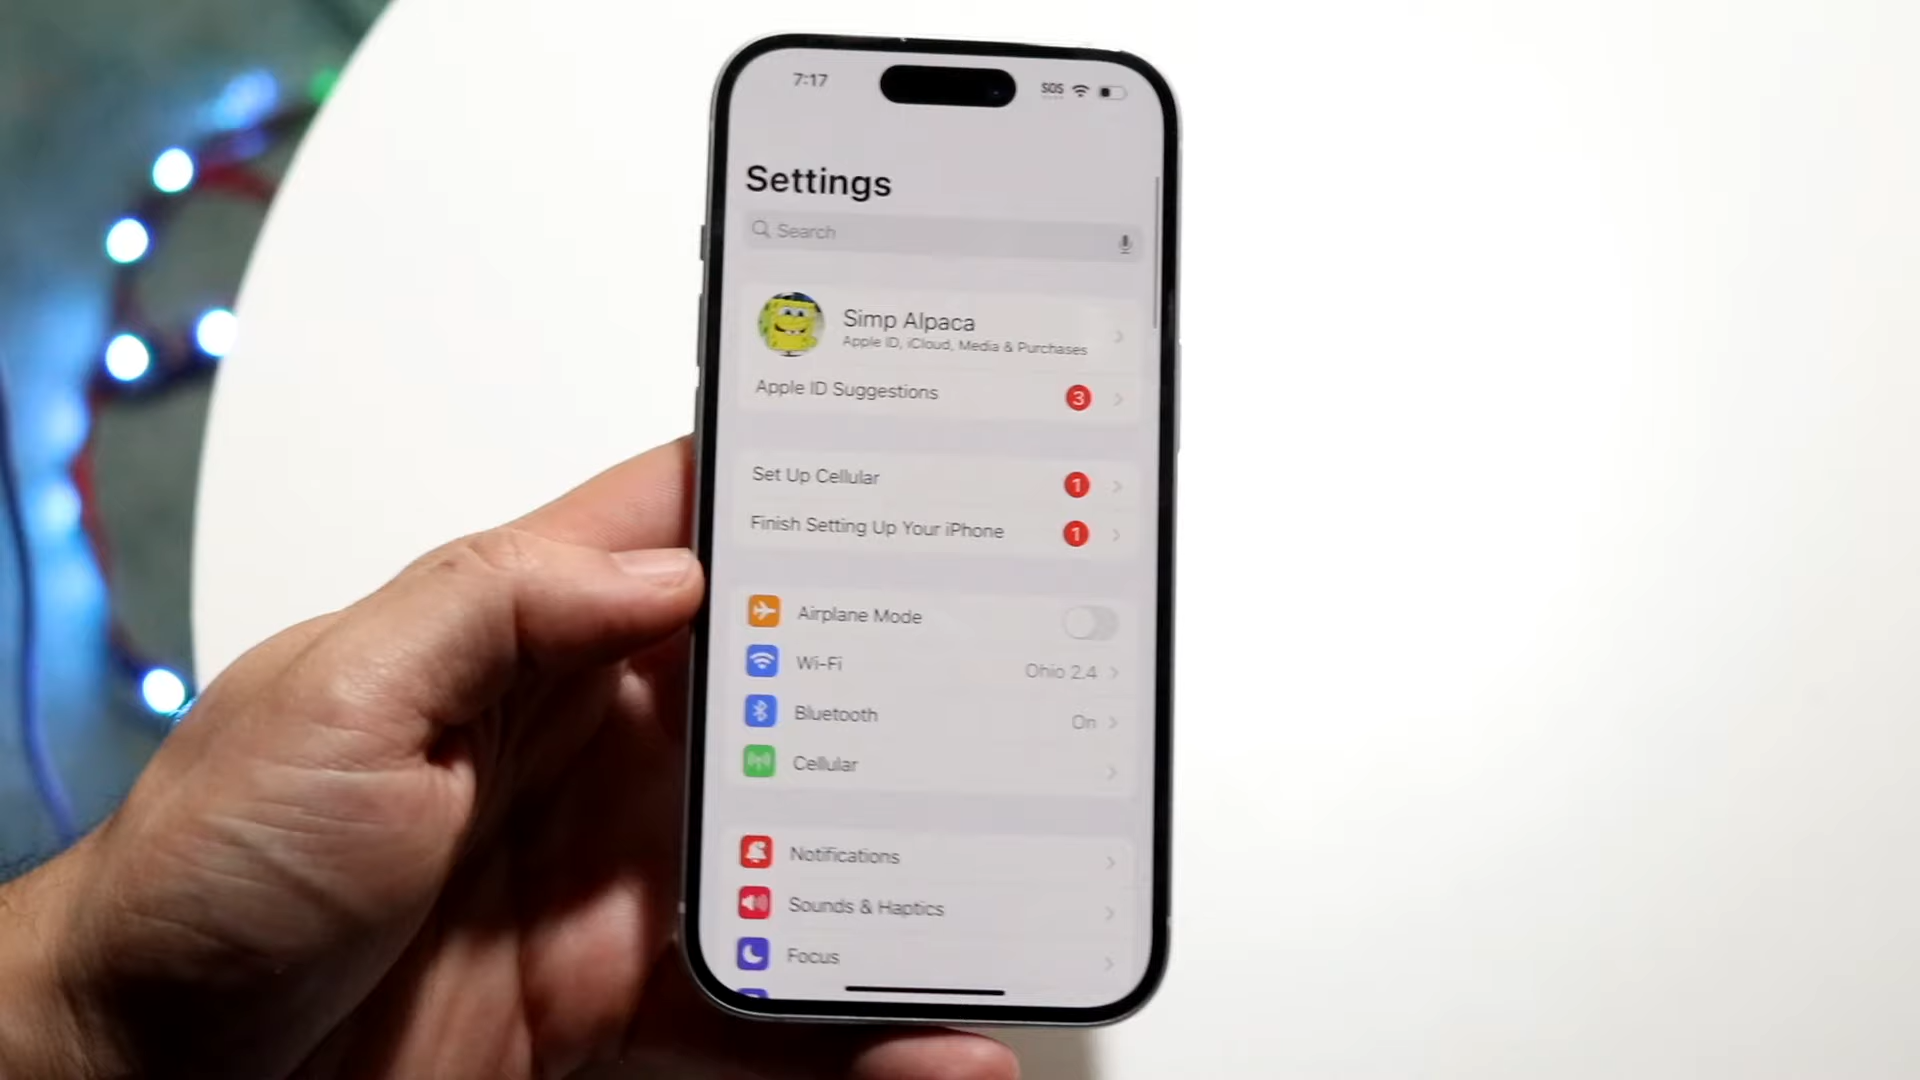 7:17
SOS
Settings
Search
Simp Alpaca
Apple ID, iCloud, Media & Purchases
Apple ID Suggestions 3
Set Up Cellular 1
Finish Setting Up Your iPhone 1
Airplane Mode
Wi-Fi Ohio 2.4
Bluetooth On
Cellular
Notifications
Sounds & Haptics
Focus